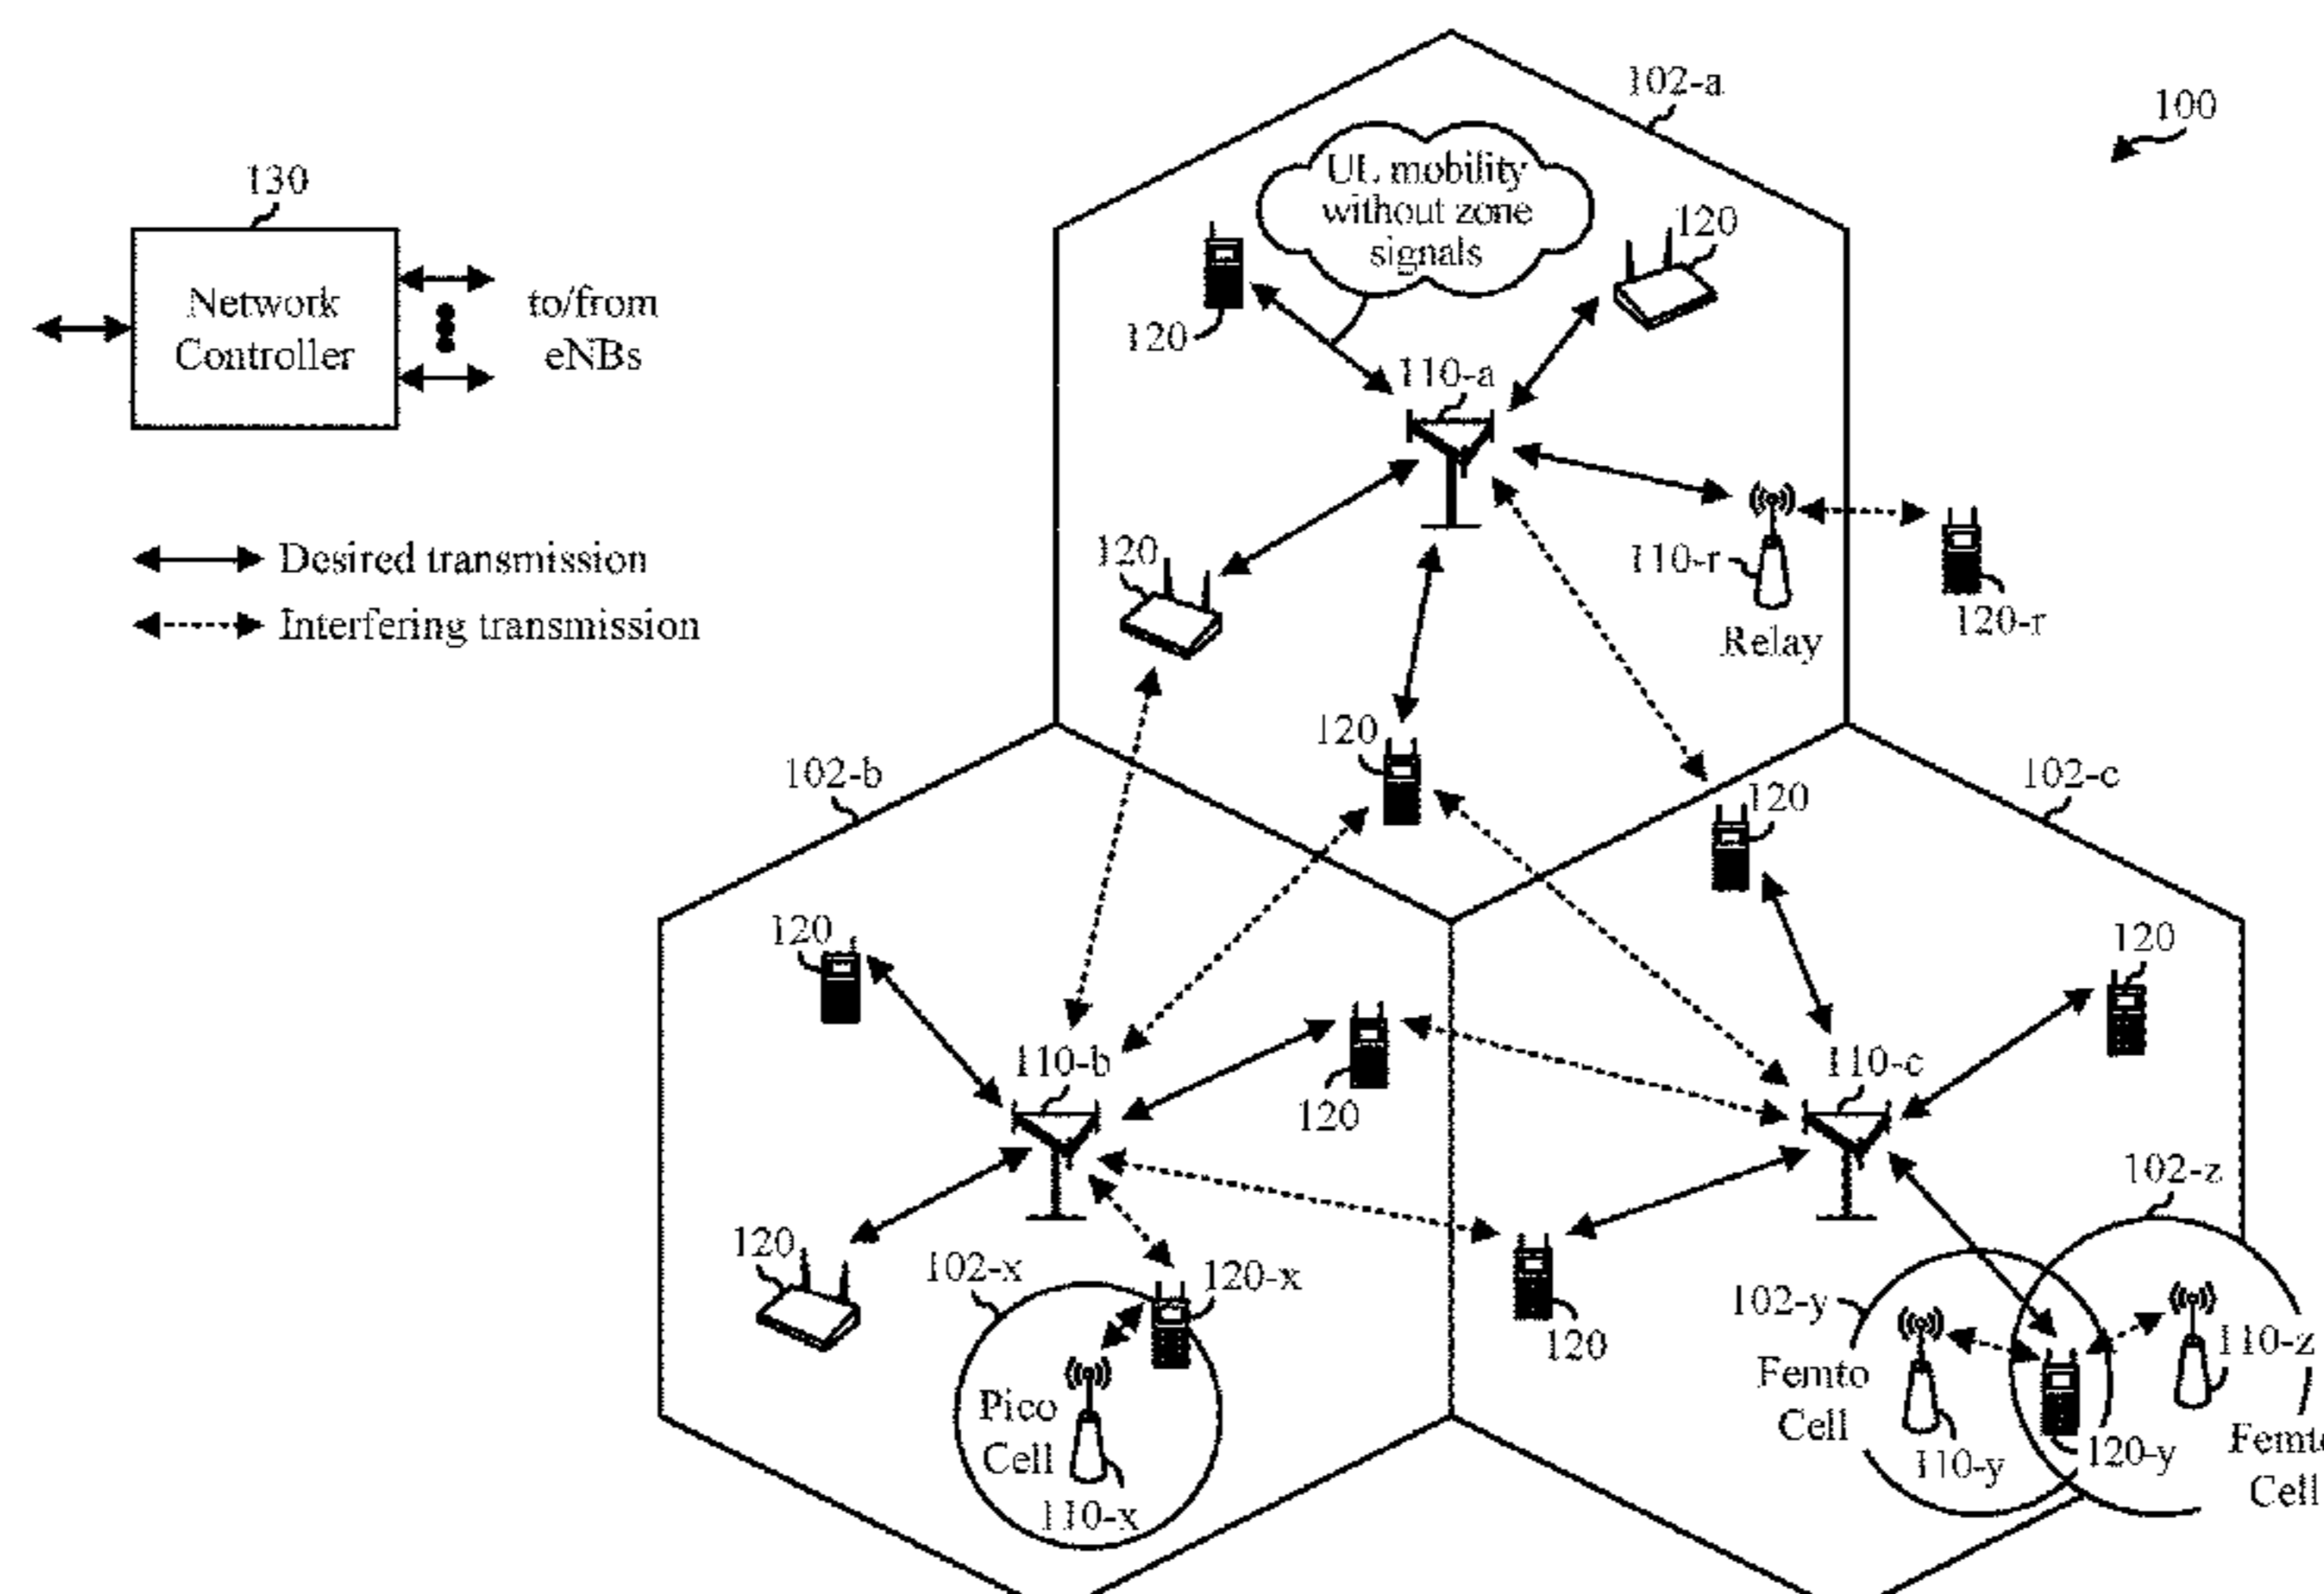 102-a
100
130
UL mobility
without zone
signals
120
Network
Controller
to/from
eNBs
120
110-a
Desired transmission
Interfering transmission
120
110-r
120-r
Relay
120
102-b
102-c
120
120
120
110-b
110-c
120
102-z
120
102-x
120-x
102-y
120
110-z
Femto
Cell
Pico
Cell
110-y
120-y
Femto
Cell
110-x